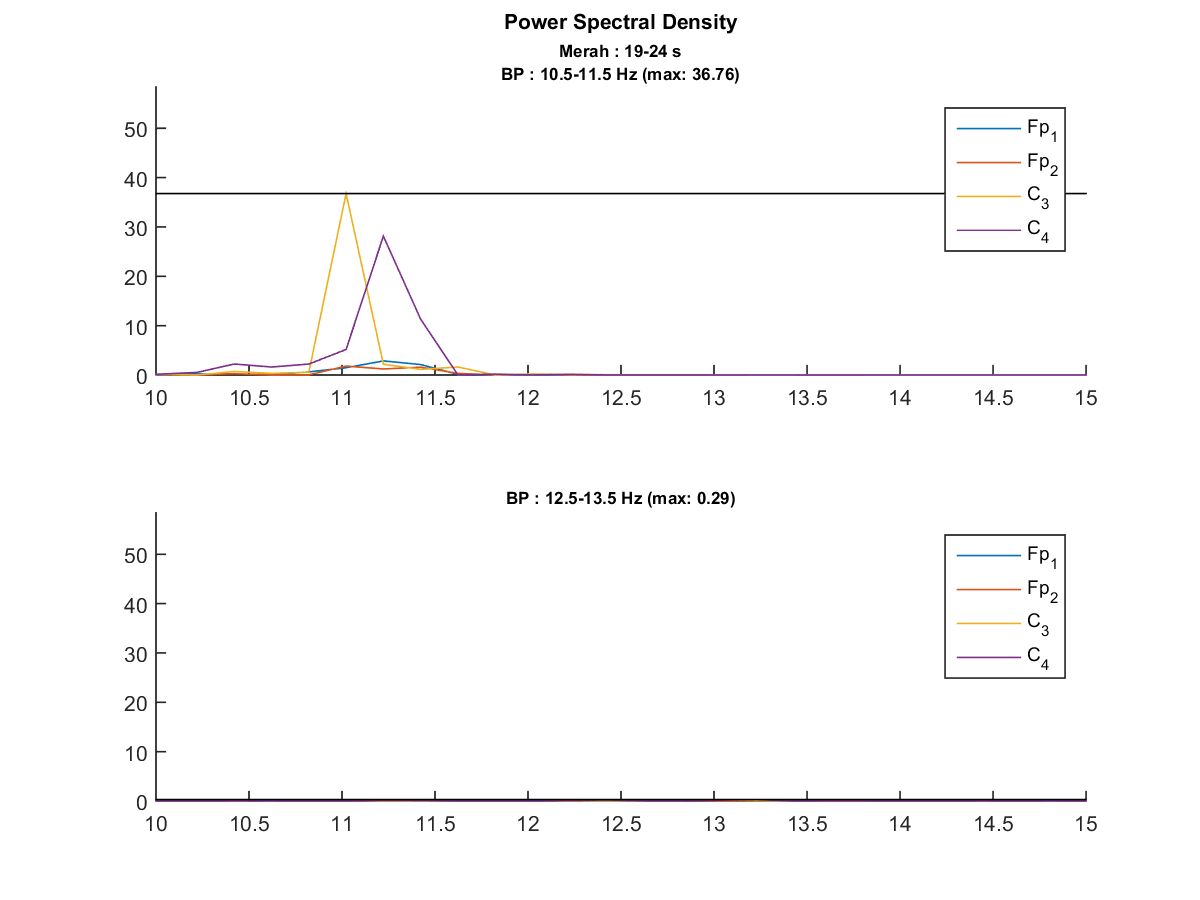 Power Spectral Density
Merah : 19-24 s
BP : 10.5-11.5 Hz (max: 36.76)
50
40
30
20
10
0
10 10.5 11 11.5 12 12.5 13 13.5 14 14.5 15
Fp1
Fp2
C3
C4
BP : 12.5-13.5 Hz (max: 0.29)
50
40
30
20
10
0
10 10.5 11 11.5 12 12.5 13 13.5 14 14.5 15
Fp1
Fp2
C3
C4